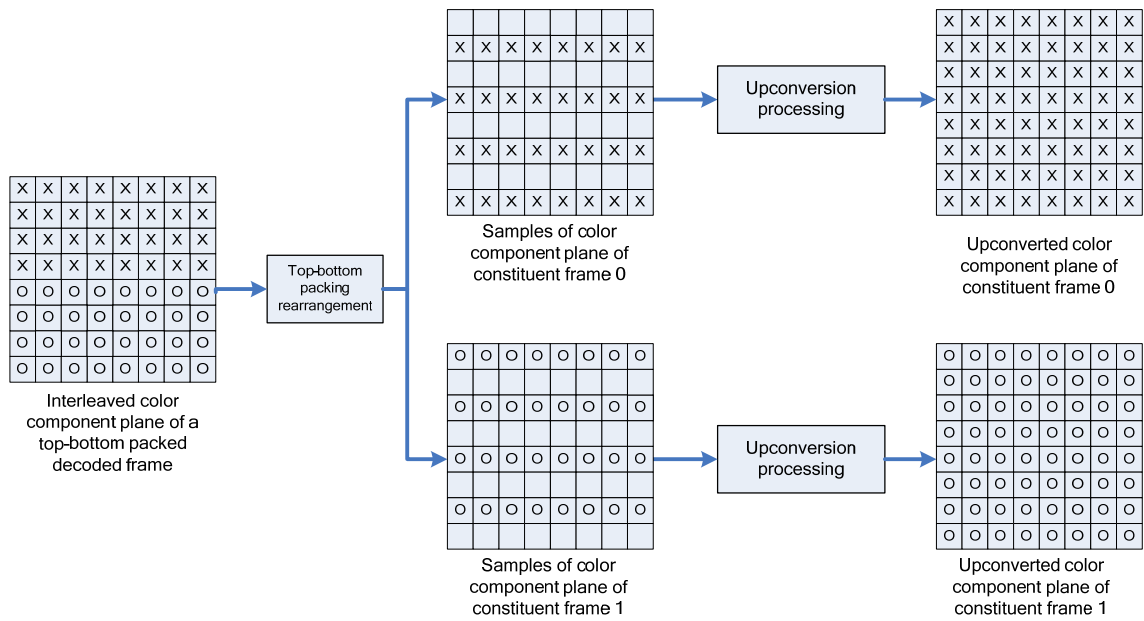 X X X X X X X X
X X X X X X X X
X X X X X X X X
X X X X X X X X
O O O O O O O O
O O O O O O O O
O O O O O O O O
O O O O O O O O
Interleaved color
component plane of a
top-bottom packed
decoded frame
Top-bottom
packing
rearrangement
X X X X X X X X
X X X X X X X X
X X X X X X X X
X X X X X X X X
Samples of color
component plane of
constituent frame 0
Upconversion
processing
X X X X X X X X
X X X X X X X X
X X X X X X X X
X X X X X X X X
X X X X X X X X
X X X X X X X X
X X X X X X X X
X X X X X X X X
Upconverted color
component plane of
constituent frame 0
O O O O O O O O
O O O O O O O O
O O O O O O O O
O O O O O O O O
Samples of color
component plane of
constituent frame 1
Upconversion
processing
O O O O O O O O
O O O O O O O O
O O O O O O O O
O O O O O O O O
O O O O O O O O
O O O O O O O O
O O O O O O O O
O O O O O O O O
Upconverted color
component plane of
constituent frame 1